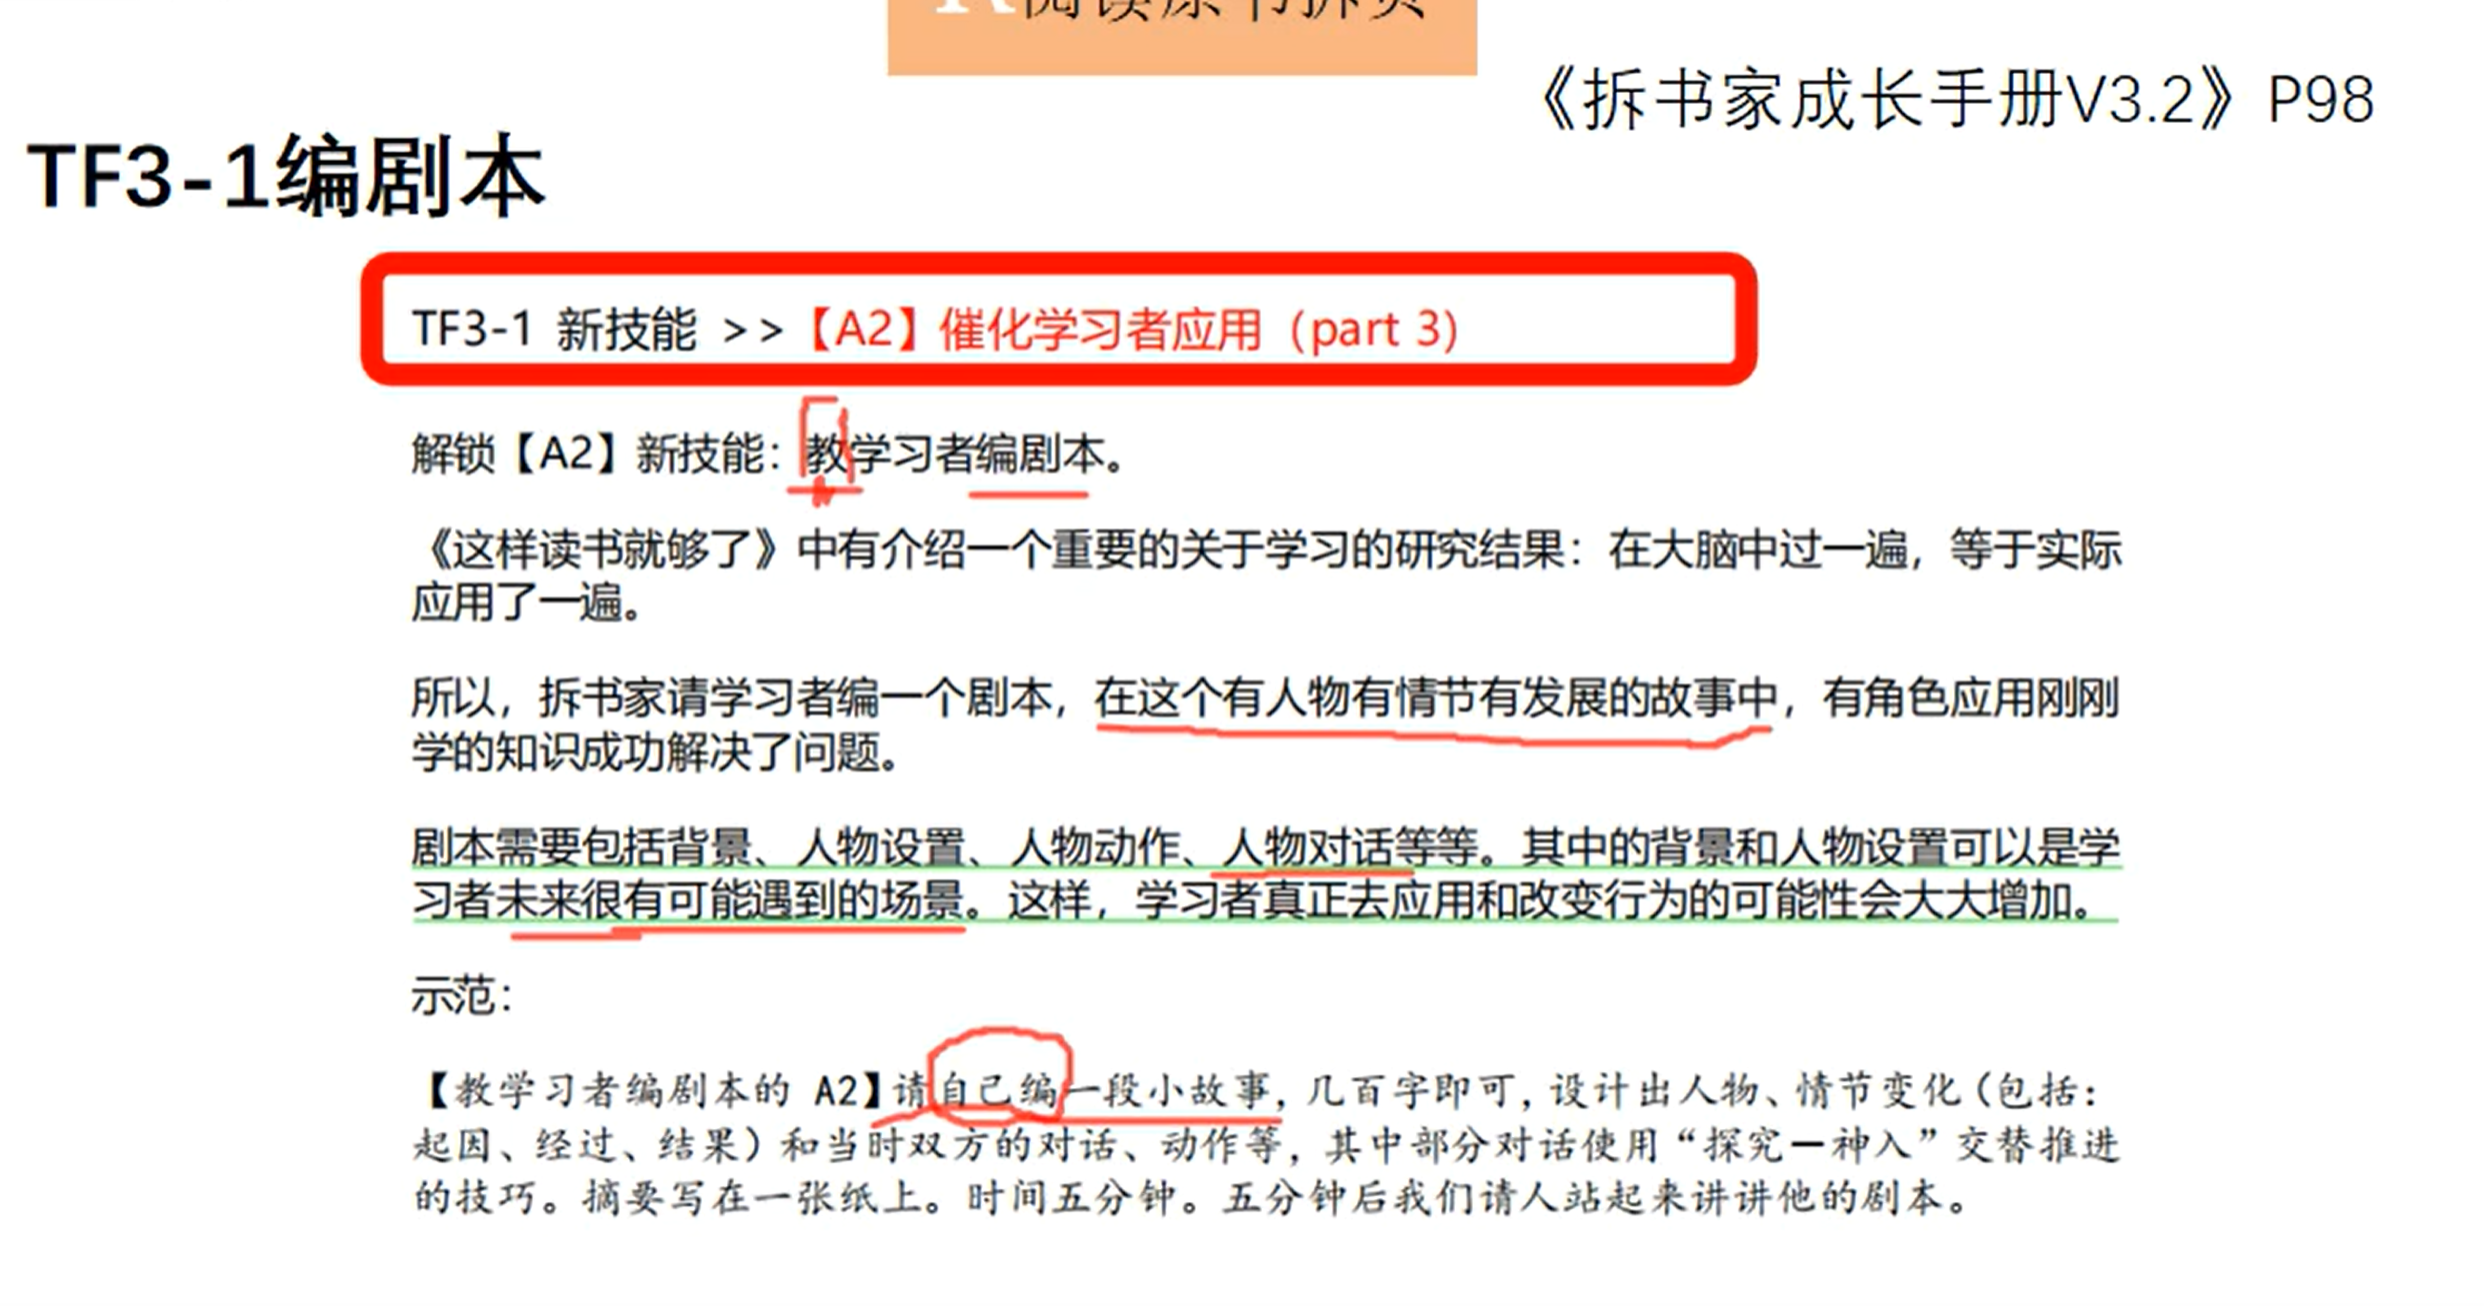 R阅读原书拆页
《拆书家成长手册V3.2》P98
TF3-1编剧本
TF3-1 新技能 >>【A2】催化学习者应用（part 3）
解锁【A2】新技能：教学习者编剧本。
《这样读书就够了》中有介绍一个重要的关于学习的研究结果：在大脑中过一遍，等于实际
应用了一遍。
所以，拆书家请学习者编一个剧本，在这个有人物有情节有发展的故事中，有角色应用刚刚
学的知识成功解决了问题。
剧本需要包括背景、人物设置、人物动作、人物对话等等。其中的背景和人物设置可以是学
习者未来很有可能遇到的场景。这样，学习者真正去应用和改变行为的可能性会大大增加。
示范：
【教学习者编剧本的 A2】请自己编一段小故事，几百字即可，设计出人物、情节变化（包括：
起因、经过、结果）和当时双方的对话、动作等，其中部分对话使用“探究—神入”交替推进
的技巧。摘要写在一张纸上。时间五分钟。五分钟后我们请人站起来讲讲他的剧本。